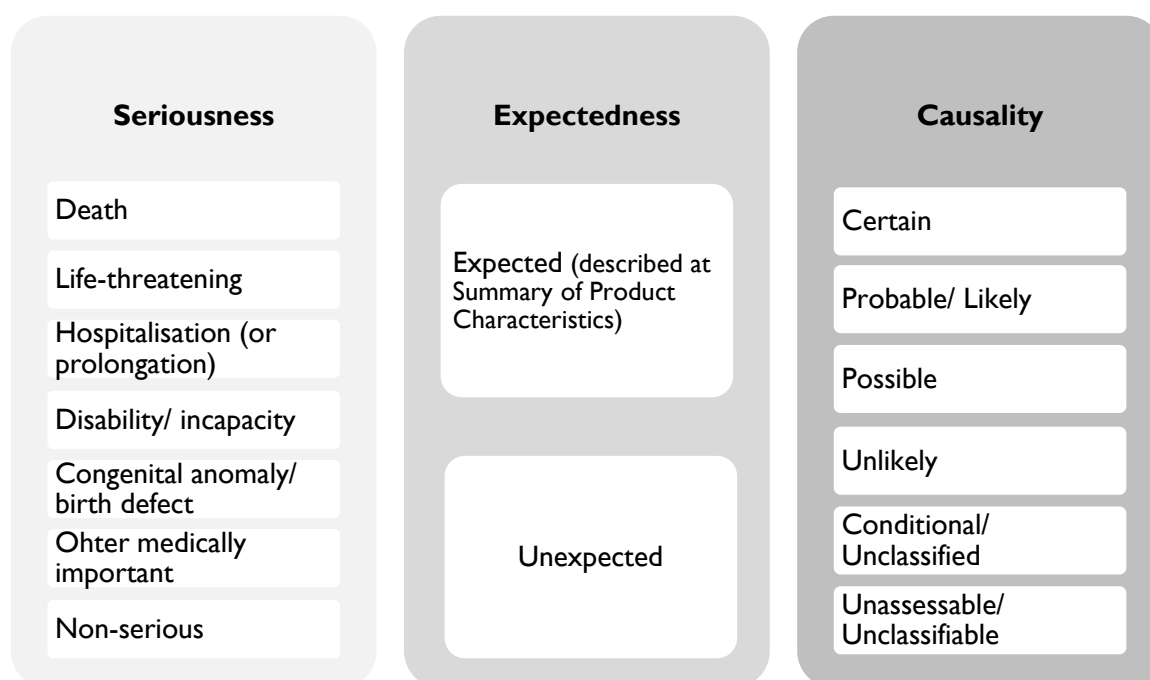 Seriousness
Death
Life-threatening
Hospitalisation (or
prolongation)
Disability/ incapacity
Congenital anomaly/
birth defect
Ohter medically
important
Non-serious
Expectedness
Expected (described at
Summary of Product
Characteristics)
Unexpected
Causality
Certain
Probable/ Likely
Possible
Unlikely
Conditional/
Unclassified
Unassessable/
Unclassifiable